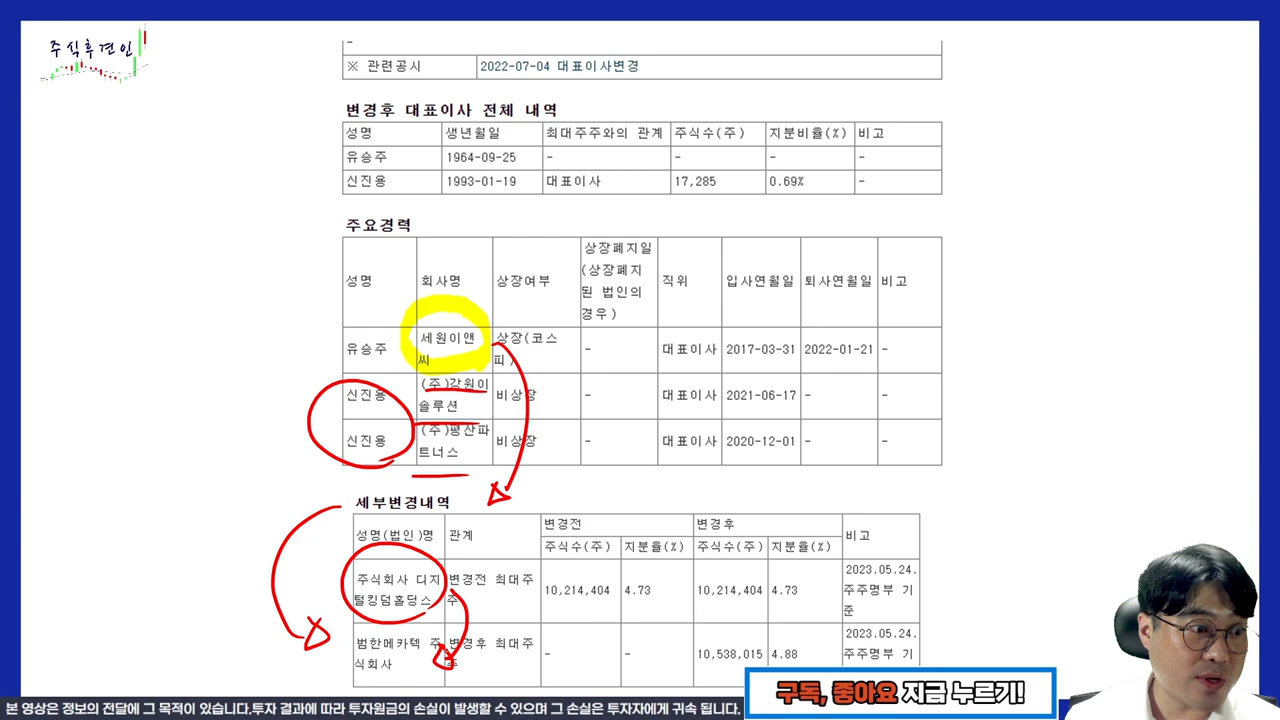 주식후견인
-
※ 관련공시 2022-07-04 대표이사변경
변경후 대표이사 전체 내역
성명 생년월일 최대주주와의 관계 주식수(주) 지분비율(%) 비고
유승주 1964-09-25 - - - -
신진용 1993-01-19 대표이사 17,285 0.69% -
주요경력
성명 회사명 상장여부 상장폐지일
(상장폐지
된 법인의
경우) 직위 입사연월일 퇴사연월일 비고
유승주 세원이앤
씨 상장(코스
피) - 대표이사 2017-03-31 2022-01-21 -
신진용 (주)강원이
솔루션 비상장 - 대표이사 2021-06-17 - -
신진용 (주)평산파
트너스 비상장 - 대표이사 2020-12-01 - -
세부변경내역
성명(법인)명 관계 변경전 변경후 비고
주식수(주) 지분율(%) 주식수(주) 지분율(%)
주식회사 디지
털킹덤홀딩스 변경전 최대주
주 10,214,404 4.73 10,214,404 4.73 2023.05.24.
주주명부 기
준
범한메카텍 주
식회사 변경후 최대주
주 - - 10,538,015 4.88 2023.05.24.
주주명부 기
구독, 좋아요 지금 누르기!
본 영상은 정보의 전달에 그 목적이 있습니다.투자 결과에 따라 투자원금의 손실이 발생할 수 있으며 그 손실은 투자자에게 귀속 됩니다.